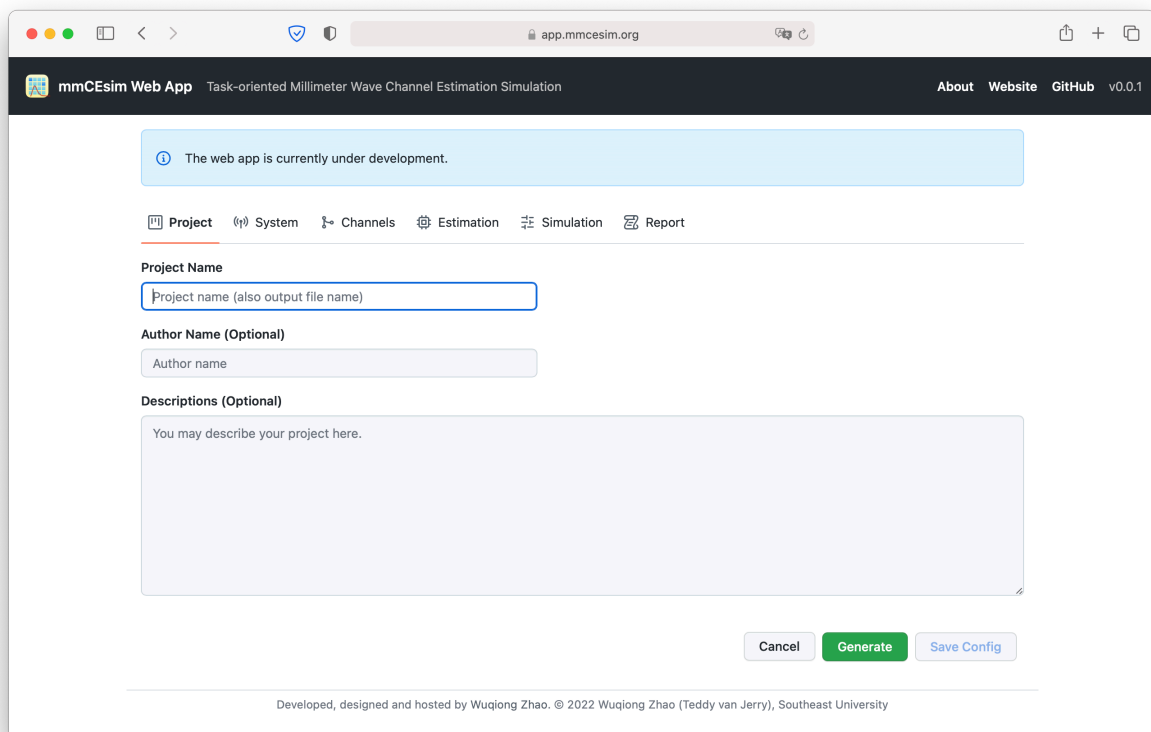 app.mmcesim.org
mmCEsim Web App Task-oriented Millimeter Wave Channel Estimation Simulation About Website GitHub v0.0.1
The web app is currently under development.
Project System Channels Estimation Simulation Report
Project Name
Project name (also output file name)
Author Name (Optional)
Author name
Descriptions (Optional)
You may describe your project here.
Cancel Generate Save Config
Developed, designed and hosted by Wuqiong Zhao. © 2022 Wuqiong Zhao (Teddy van Jerry), Southeast University